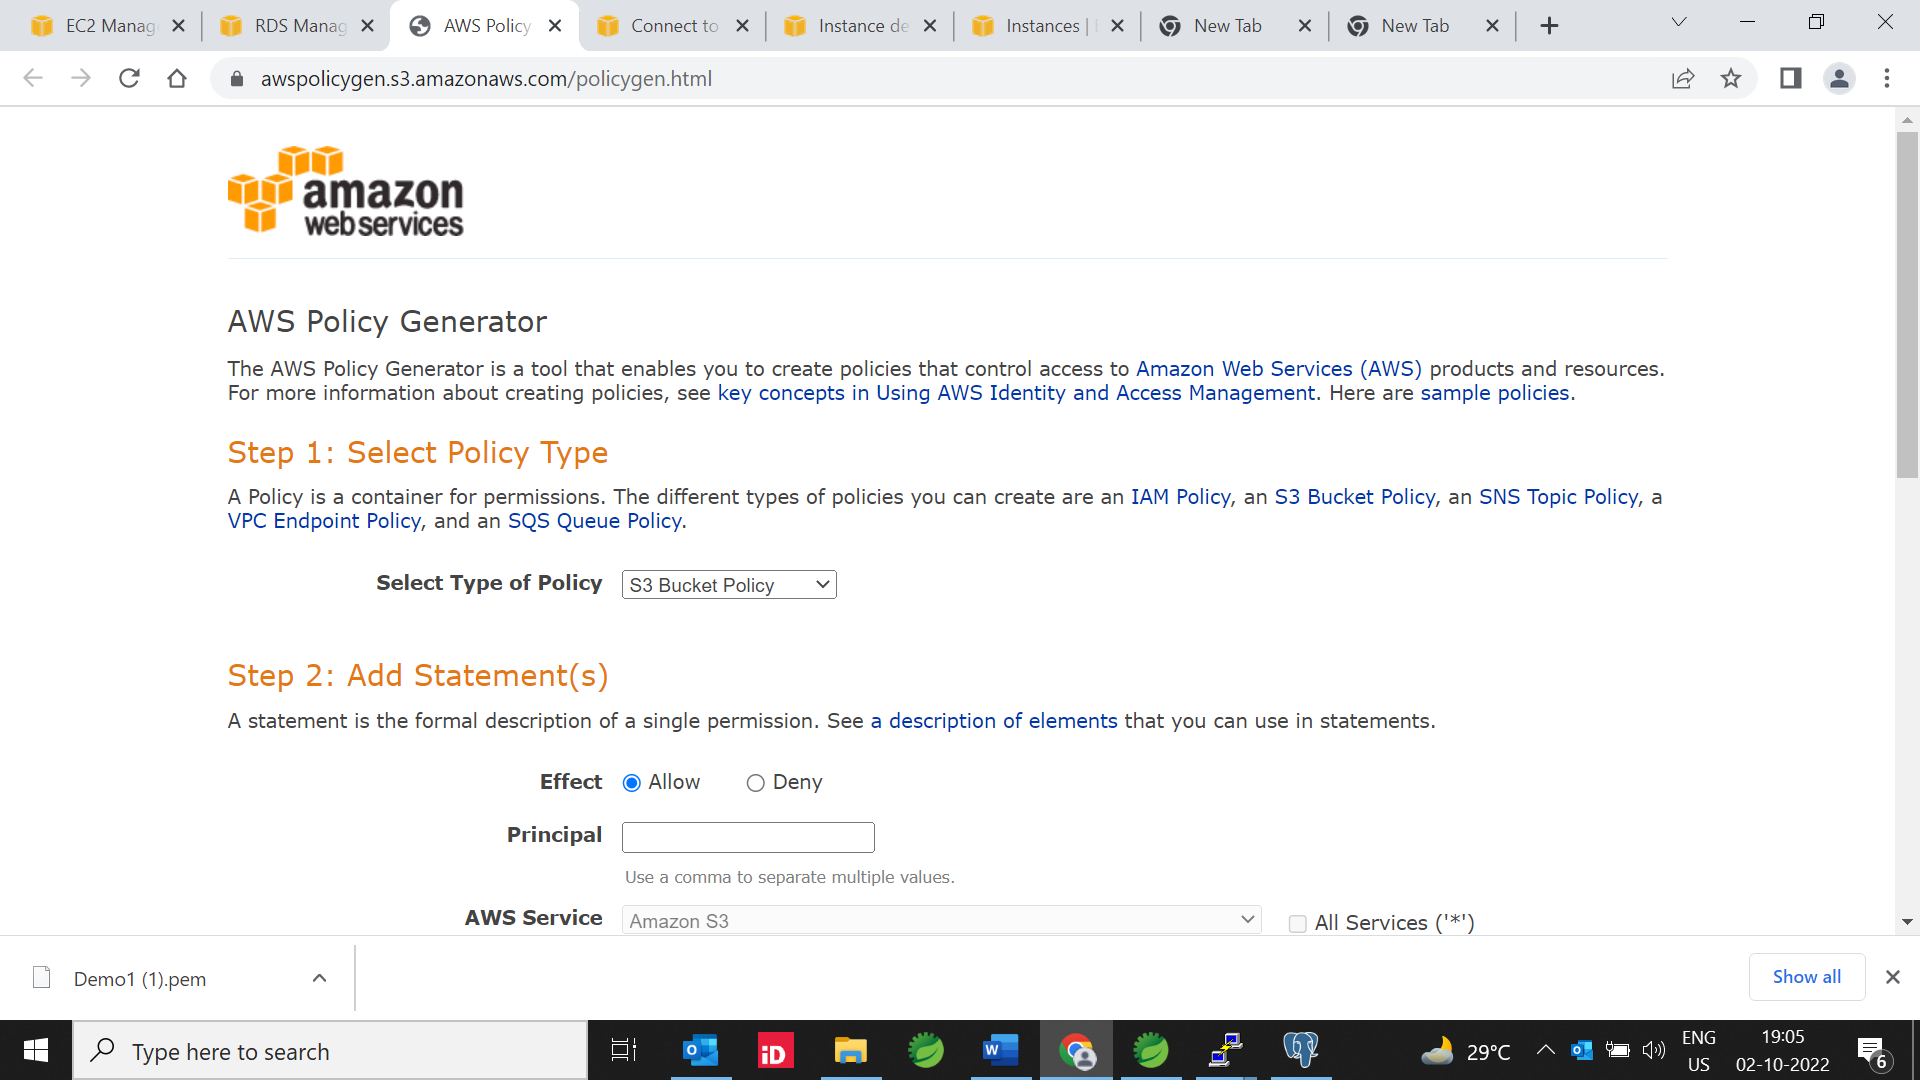 EC2 Manag
RDS Manag
AWS Policy
Connect to
Instance de
Instances |
New Tab
New Tab
awspolicygen.s3.amazonaws.com/policygen.html
amazon
webservices
AWS Policy Generator
The AWS Policy Generator is a tool that enables you to create policies that control access to Amazon Web Services (AWS) products and resources.
For more information about creating policies, see key concepts in Using AWS Identity and Access Management. Here are sample policies.
Step 1: Select Policy Type
A Policy is a container for permissions. The different types of policies you can create are an IAM Policy, an S3 Bucket Policy, an SNS Topic Policy, a
VPC Endpoint Policy, and an SQS Queue Policy.
Select Type of Policy S3 Bucket Policy
Step 2: Add Statement(s)
A statement is the formal description of a single permission. See a description of elements that you can use in statements.
Effect Allow Deny
Principal
Use a comma to separate multiple values.
AWS Service Amazon S3 All Services ('*')
Demo1 (1).pem
Show all
Type here to search
iD
29°C
ENG
US
19:05
02-10-2022
6